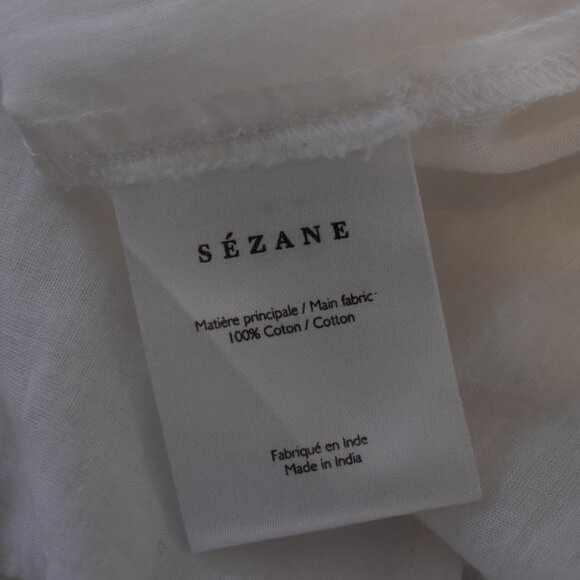 SÉZANE
Matière principale / Main fabric
100% Coton / Cotton
Fabriqué en Inde
Made in India